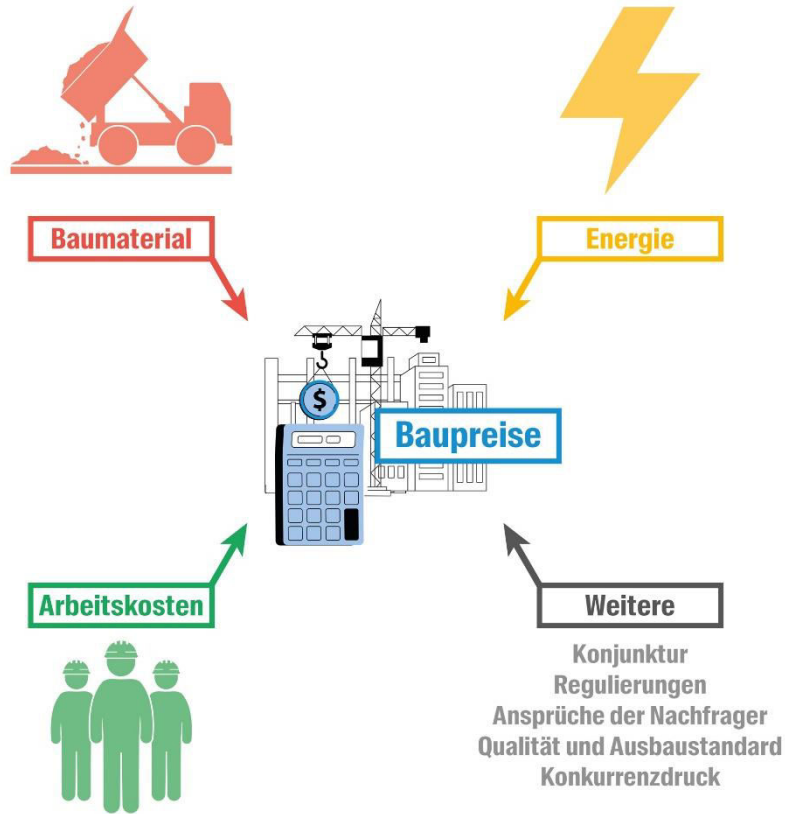 Baumaterial
Energie
$
Baupreise
Arbeitskosten
Weitere
Konjunktur
Regulierungen
Ansprüche der Nachfrager
Qualität und Ausbaustandard
Konkurrenzdruck